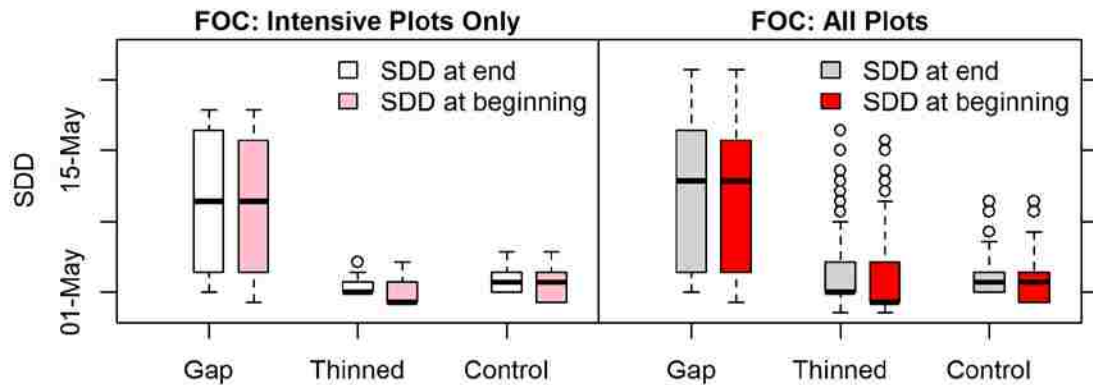 FOC: Intensive Plots Only
FOC: All Plots
SDD at end
SDD at beginning
SDD at end
SDD at beginning
SDD
15-May
01-May
Gap
Thinned
Control
Gap
Thinned
Control